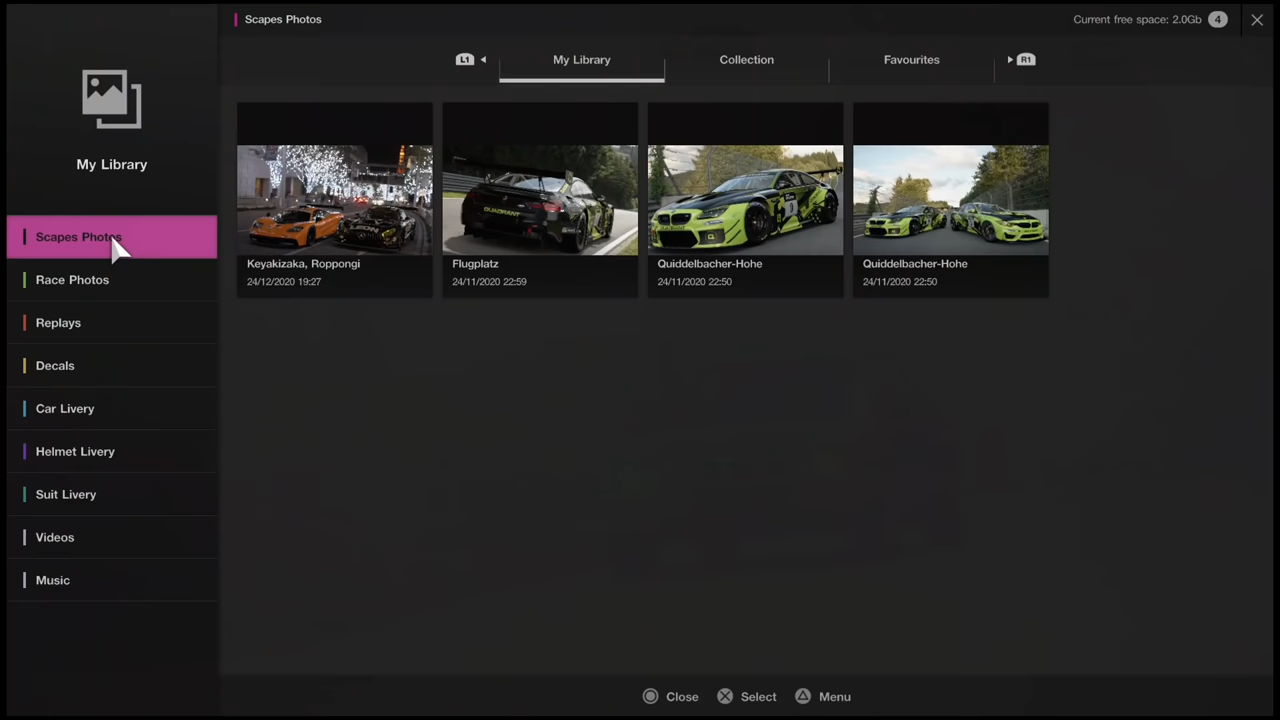 Scapes Photos
Current free space: 2.0Gb 4
L1 My Library Collection Favourites R1
My Library
Scapes Photos
Race Photos
Replays
Decals
Car Livery
Helmet Livery
Suit Livery
Videos
Music
QUADRANT
Keyakizaka, Roppongi
24/12/2020 19:27
Flugplatz
24/11/2020 22:59
Quiddelbacher-Hohe
24/11/2020 22:50
Quiddelbacher-Hohe
24/11/2020 22:50
Close Select Menu